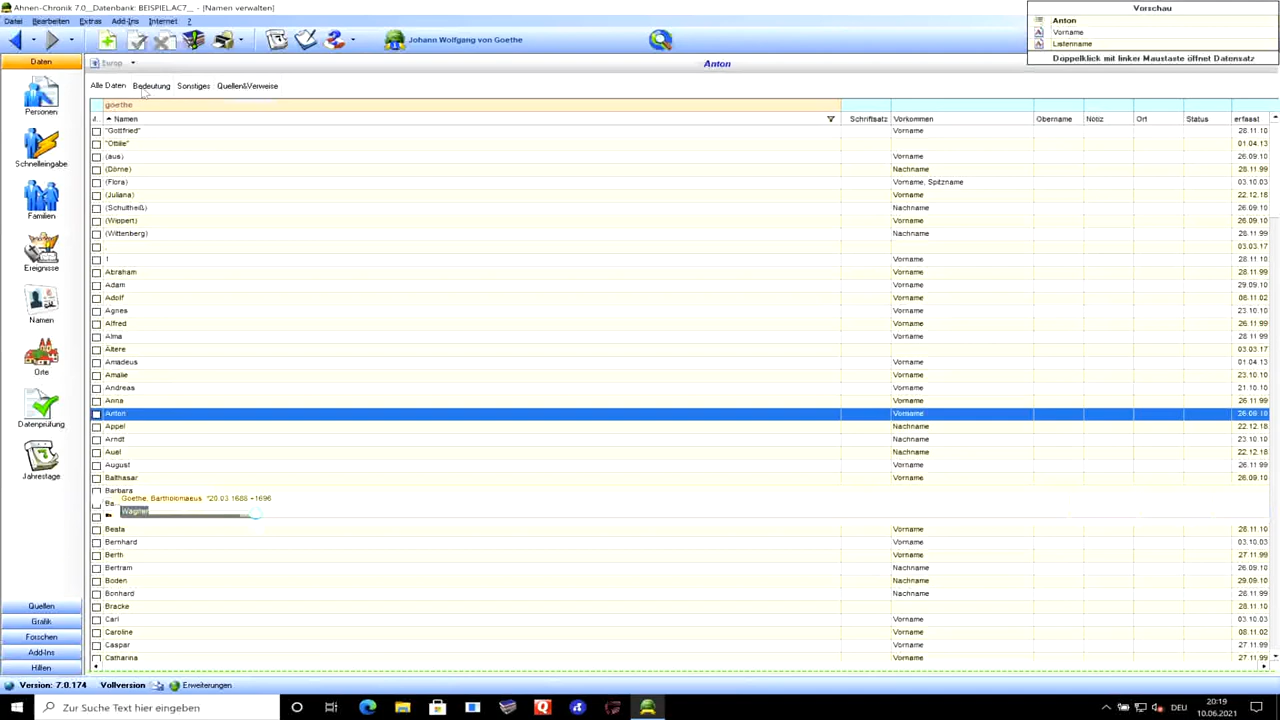 Ahnen-Chronik 7.0__Datenbank: BEISPIEL.AC7__ - [Namen verwalten]
Datei Bearbeiten Extras Add-Ins Internet ?
Johann Wolfgang von Goethe
Vorschau
Anton
Vorname
Listenname
Doppelklick mit linker Maustaste öffnet Datensatz
Daten
Europ
Anton
Alle Daten Bedeutung Sonstiges Quellen&Verweise
goethe
Namen Schriftsatz Vorkommen Obername Notiz Ort Status erfasst
"Gottfried" Vorname 28.11.10
"Ottilie" 01.04.13
(aus) Vorname 26.09.10
(Dörne) Nachname 28.11.99
(Flora) Vorname, Spitzname 03.10.03
(Juliana) Vorname 22.12.18
(Schultheiß) Nachname 26.09.10
(Wippert) Vorname 26.09.10
(Wittenberg) Nachname 28.11.99
. 03.03.17
1 Vorname 28.11.10
Abraham Vorname 28.11.99
Adam Vorname 29.09.10
Adolf Vorname 08.11.02
Agnes Vorname 23.10.10
Alfred Vorname 26.11.99
Alma Vorname 28.11.99
Ältere 03.03.17
Amadeus Vorname 01.04.13
Amalie Vorname 23.10.10
Andreas Vorname 21.10.10
Anna Vorname 26.11.99
Anton Vorname 26.09.10
Appel Nachname 22.12.18
Arndt Nachname 23.10.10
Auel Nachname 22.12.18
August Vorname 26.11.99
Balthasar Vorname 26.09.10
Barbara
Ba
Goethe, Bartholomaeus *20.03.1688 +1696
Wagner
Beata Vorname 28.11.10
Bernhard Vorname 03.10.03
Berth Vorname 27.11.99
Bertram Nachname 26.09.10
Boden Nachname 29.09.10
Bonhard Nachname 28.11.99
Bracke 28.11.10
Carl Vorname 03.10.03
Caroline Vorname 08.11.02
Caspar Vorname 27.11.99
Catharina Vorname 27.11.99
Personen
Schnelleingabe
Familien
Ereignisse
Namen
Orte
Datenprüfung
Jahrestage
Quellen
Grafik
Forschen
Add-Ins
Hilfen
Version: 7.0.174 Vollversion Erweiterungen
Zur Suche Text hier eingeben
DEU
20:19
10.06.2021